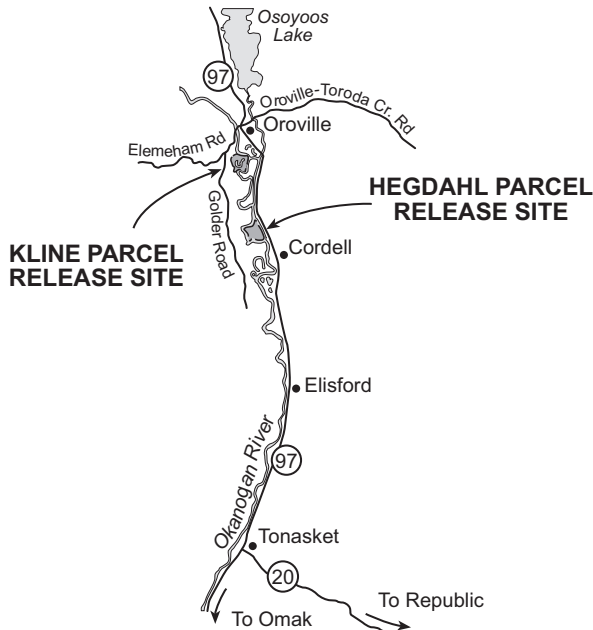 Osoyoos
Lake
97
Oroville-Toroda Cr. Rd
Oroville
Elemeham Rd
HEGDAHL PARCEL
RELEASE SITE
KLINE PARCEL
RELEASE SITE
Golder Road
Cordell
Elisford
Okanogan River
97
Tonasket
20
To Republic
To Omak